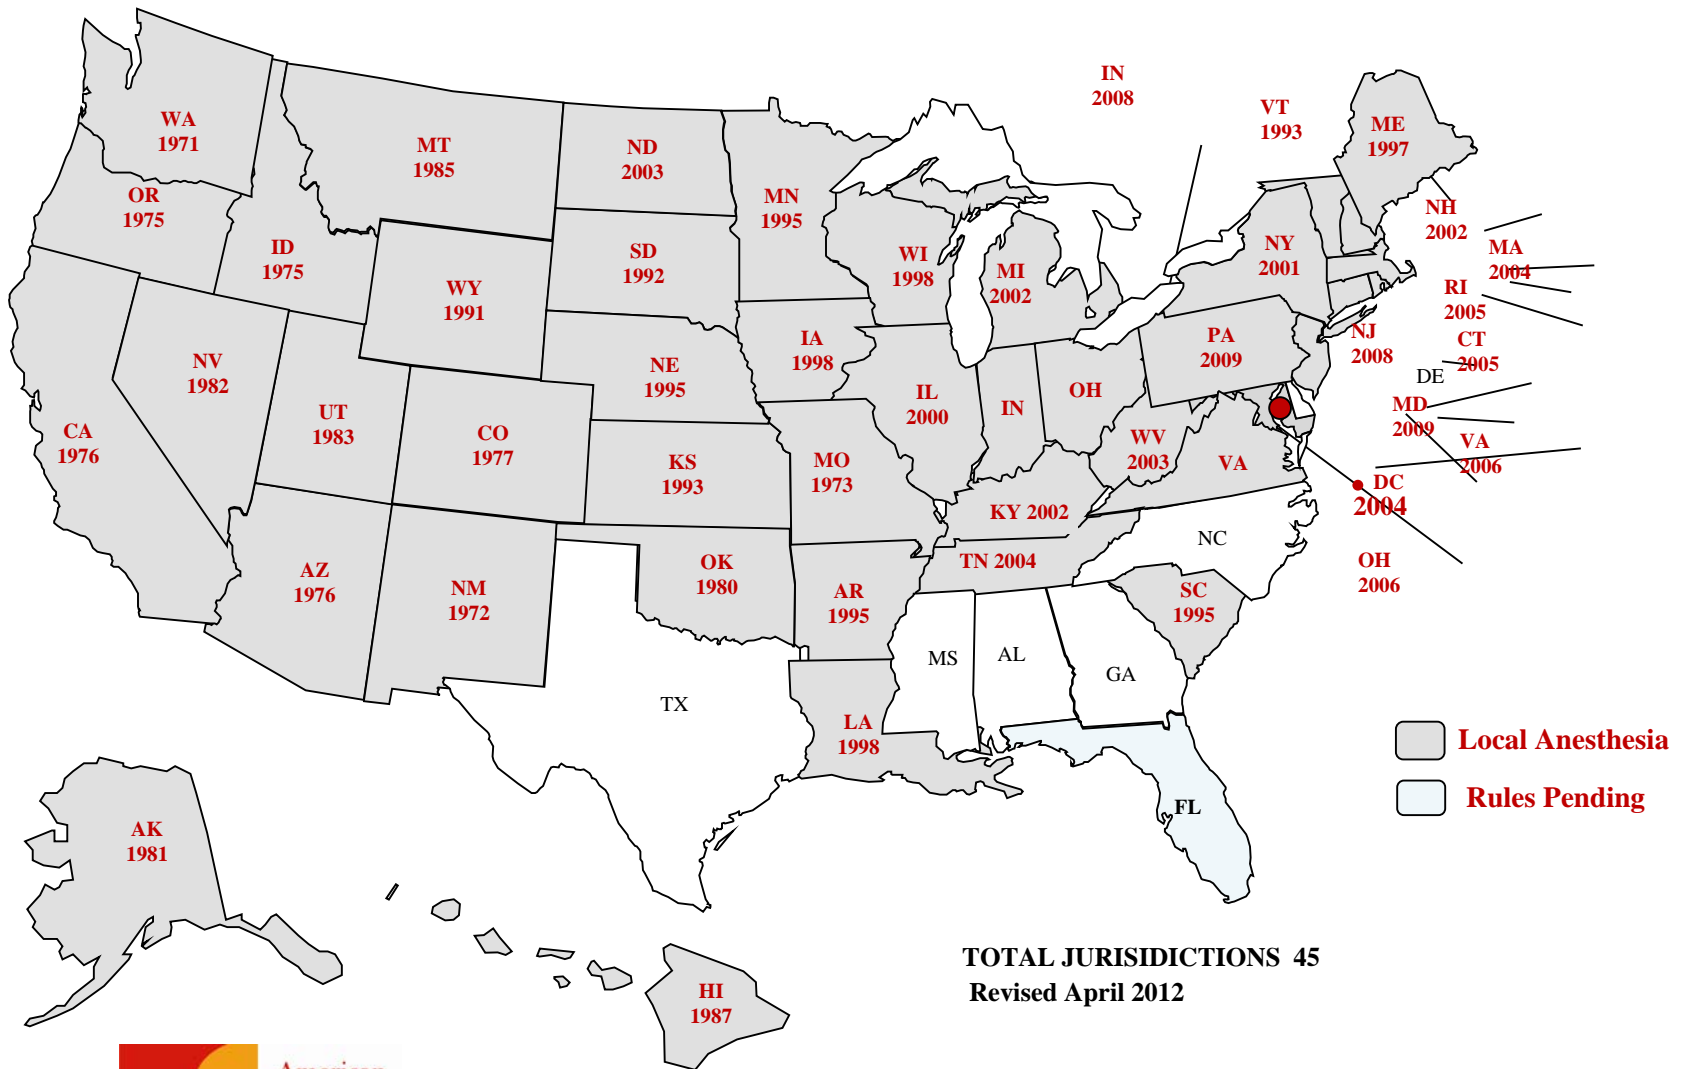 IN
2008
VT
1993
WA
1971
ME
1997
MT
1985
ND
2003
MN
1995
OR
1975
NH
2002
ID
1975
SD
1992
WI
1998
MI
2002
NY
2001
MA
2004
WY
1991
RI
2005
NV
1982
IA
1998
PA
2009
NJ
2008
CT
2005
NE
1995
DE
UT
1983
IL
2000
IN
OH
MD
2009
CA
1976
CO
1977
KS
1993
MO
1973
WV
2003
VA
VA
2006
DC
2004
KY 2002
NC
AZ
1976
NM
1972
OK
1980
AR
1995
TN 2004
SC
1995
OH
2006
MS
AL
GA
TX
LA
1998
Local Anesthesia
Rules Pending
FL
AK
1981
HI
1987
TOTAL JURISIDICTIONS 45
Revised April 2012
American